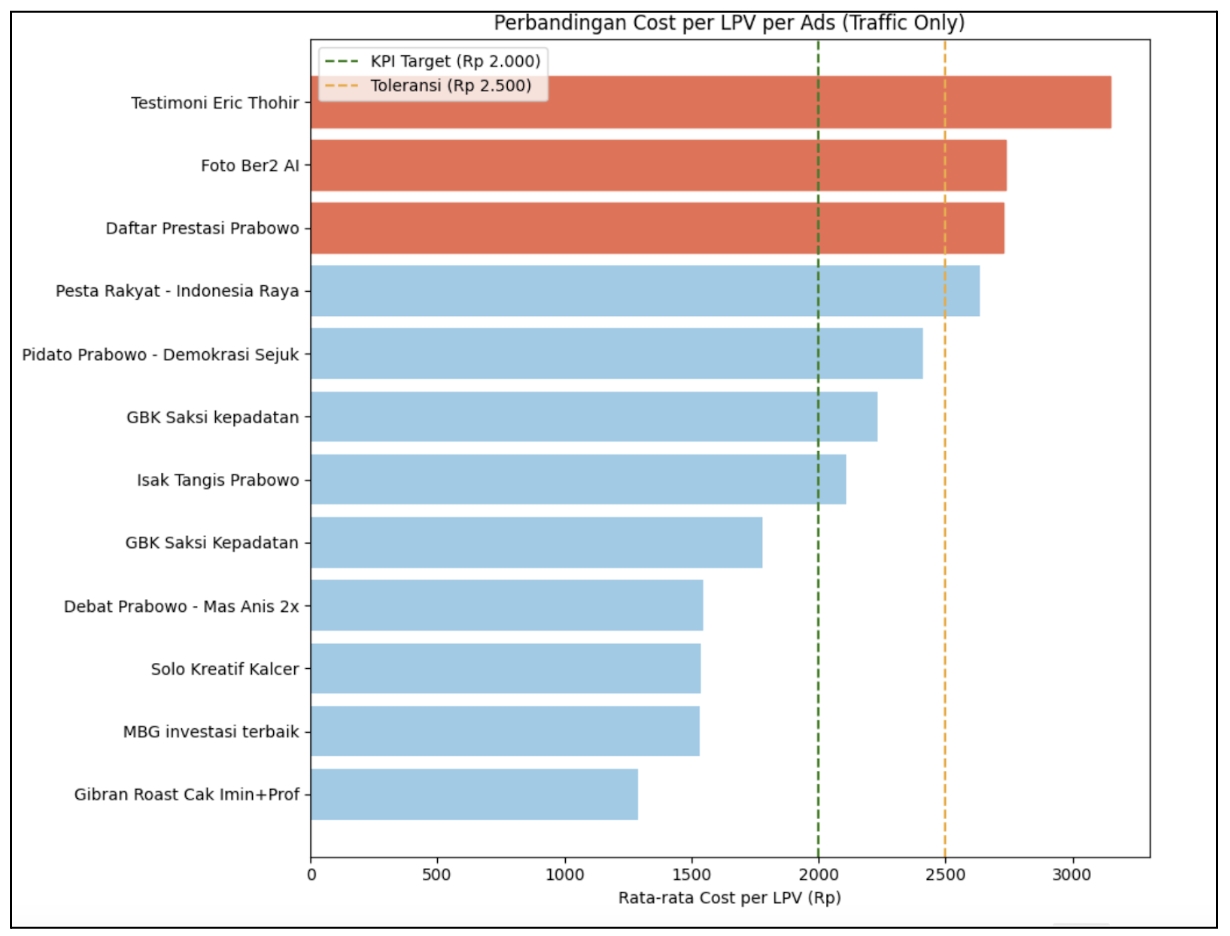 Perbandingan Cost per LPV per Ads (Traffic Only)
KPI Target (Rp 2.000)
Toleransi (Rp 2.500)
Testimoni Eric Thohir
Foto Ber2 AI
Daftar Prestasi Prabowo
Pesta Rakyat - Indonesia Raya
Pidato Prabowo - Demokrasi Sejuk
GBK Saksi kepadatan
Isak Tangis Prabowo
GBK Saksi Kepadatan
Debat Prabowo - Mas Anis 2x
Solo Kreatif Kalcer
MBG investasi terbaik
Gibran Roast Cak Imin+Prof
0 500 1000 1500 2000 2500 3000
Rata-rata Cost per LPV (Rp)